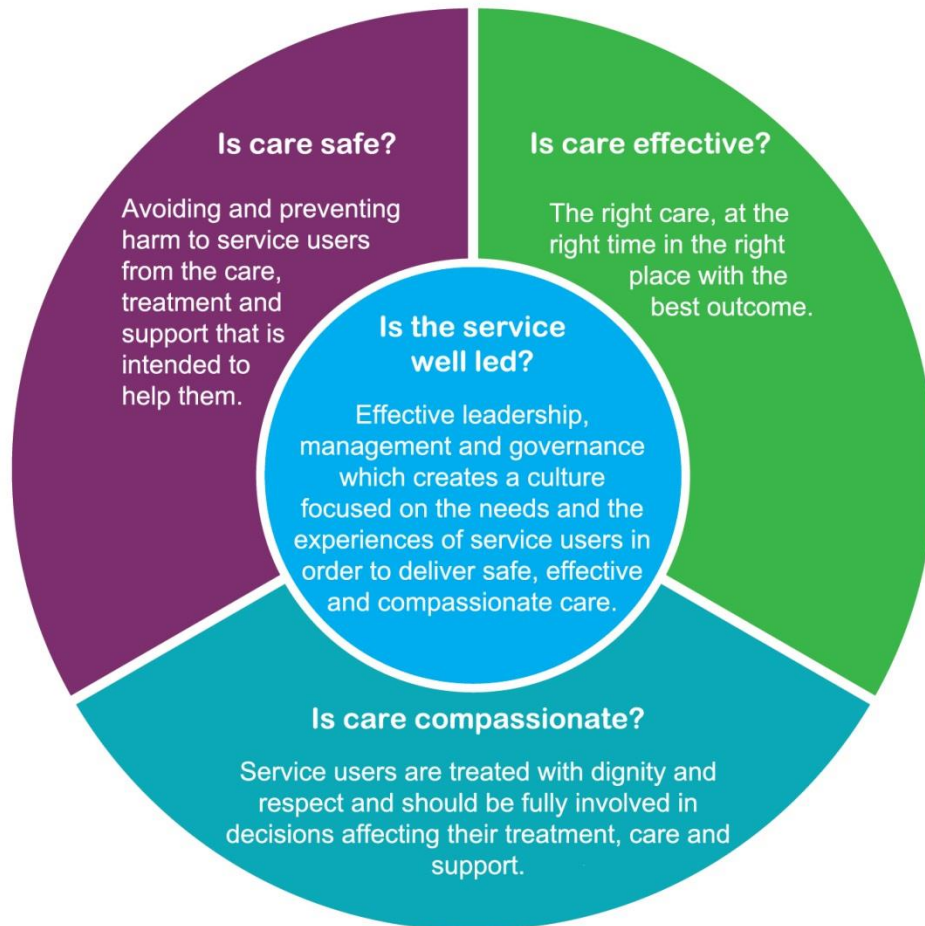 Is care safe?
Avoiding and preventing
harm to service users
from the care,
treatment and
support that is
intended to
help them.
Is care effective?
The right care, at the
right time in the right
place with the
best outcome.
Is the service
well led?
Effective leadership,
management and governance
which creates a culture
focused on the needs and the
experiences of service users in
order to deliver safe, effective
and compassionate care.
Is care compassionate?
Service users are treated with dignity and
respect and should be fully involved in
decisions affecting their treatment, care and
support.